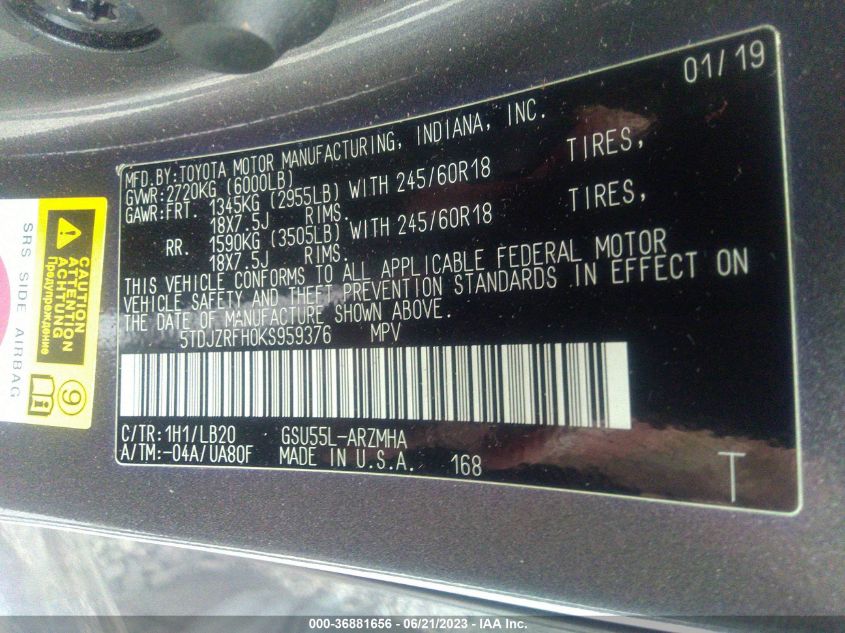 01/19
MFD.BY:TOYOTA MOTOR MANUFACTURING, INDIANA, INC.
GVWR:2720KG (6000LB)
GAWR:FRT. 1345KG (2955LB) WITH 245/60R18 TIRES,
18X7.5J RIMS.
RR. 1590KG (3505LB) WITH 245/60R18 TIRES,
18X7.5J RIMS.
THIS VEHICLE CONFORMS TO ALL APPLICABLE FEDERAL MOTOR
VEHICLE SAFETY AND THEFT PREVENTION STANDARDS IN EFFECT ON
THE DATE OF MANUFACTURE SHOWN ABOVE.
5TDJZRFH0KS959376 MPV
C/TR:1H1/LB20 GSU55L-ARZMHA
A/TM:-04A/UA80F MADE IN U.S.A. 168
T
SRS SIDE AIRBAG
CAUTION
ATTENTION
ACHTUNG
Предупреждение
9
000-36881656 - 06/21/2023 - IAA Inc.